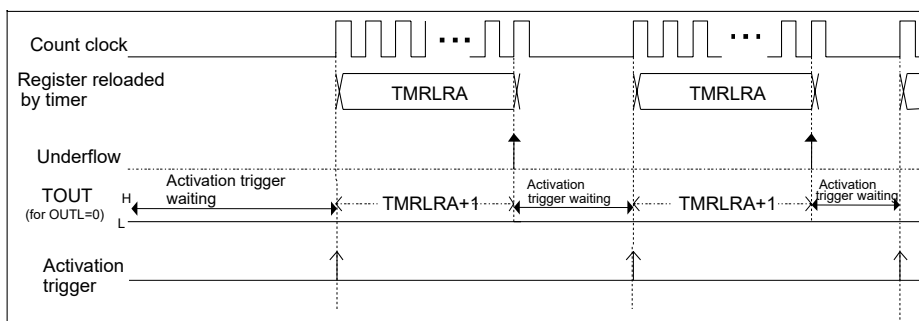 Count clock
Register reloaded
by timer
TMRLRA
TMRLRA
Underflow
TOUT
(for OUTL=0)
H
L
Activation trigger
waiting
TMRLRA+1
Activation
trigger waiting
TMRLRA+1
Activation
trigger waiting
Activation
trigger